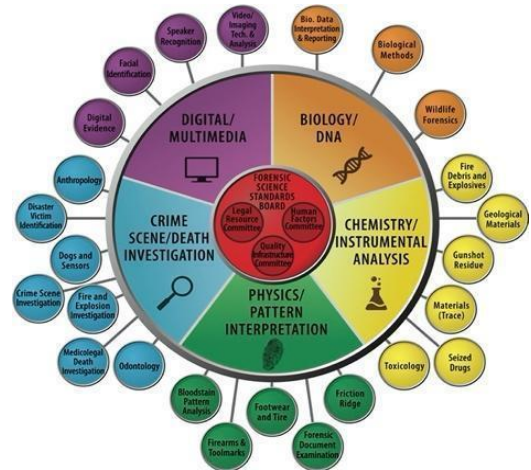 Video/
Imaging
Tech. &
Analysis
Speaker
Recognition
Facial
Identification
Digital
Evidence
Bio. Data
Interpretation
& Reporting
Biological
Methods
Wildlife
Forensics
DIGITAL/
MULTIMEDIA
BIOLOGY/
DNA
Anthropology
Disaster
Victim
Identification
Dogs and
Sensors
Crime Scene
Investigation
Fire and
Explosion
Investigation
Medicolegal
Death
Investigation
Odontology
CRIME
SCENE/DEATH
INVESTIGATION
FORENSIC
SCIENCE
STANDARDS
BOARD
Legal
Resource
Committee
Human
Factors
Committee
Quality
Infrastructure
Committee
CHEMISTRY/
INSTRUMENTAL
ANALYSIS
Fire
Debris and
Explosives
Geological
Materials
Gunshot
Residue
Materials
(Trace)
Seized
Drugs
Toxicology
PHYSICS/
PATTERN
INTERPRETATION
Bloodstain
Pattern
Analysis
Firearms &
Toolmarks
Footwear
and Tire
Forensic
Document
Examination
Friction
Ridge